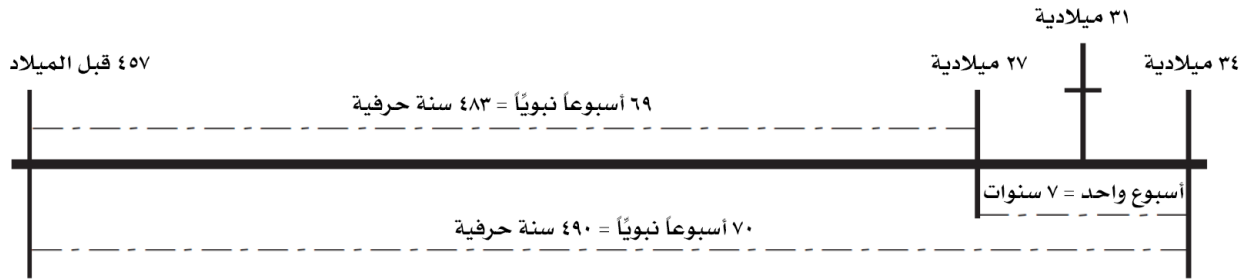 ٣١ ميلادية
٤٥٧ قبل الميلاد
٢٧ ميلادية
٣٤ ميلادية
٦٩ أسبوعاً نبويًّاً = ٤٨٣ سنة حرفية
أسبوع واحد = ٧ سنوات
٧٠ أسبوعاً نبويًّاً = ٤٩٠ سنة حرفية